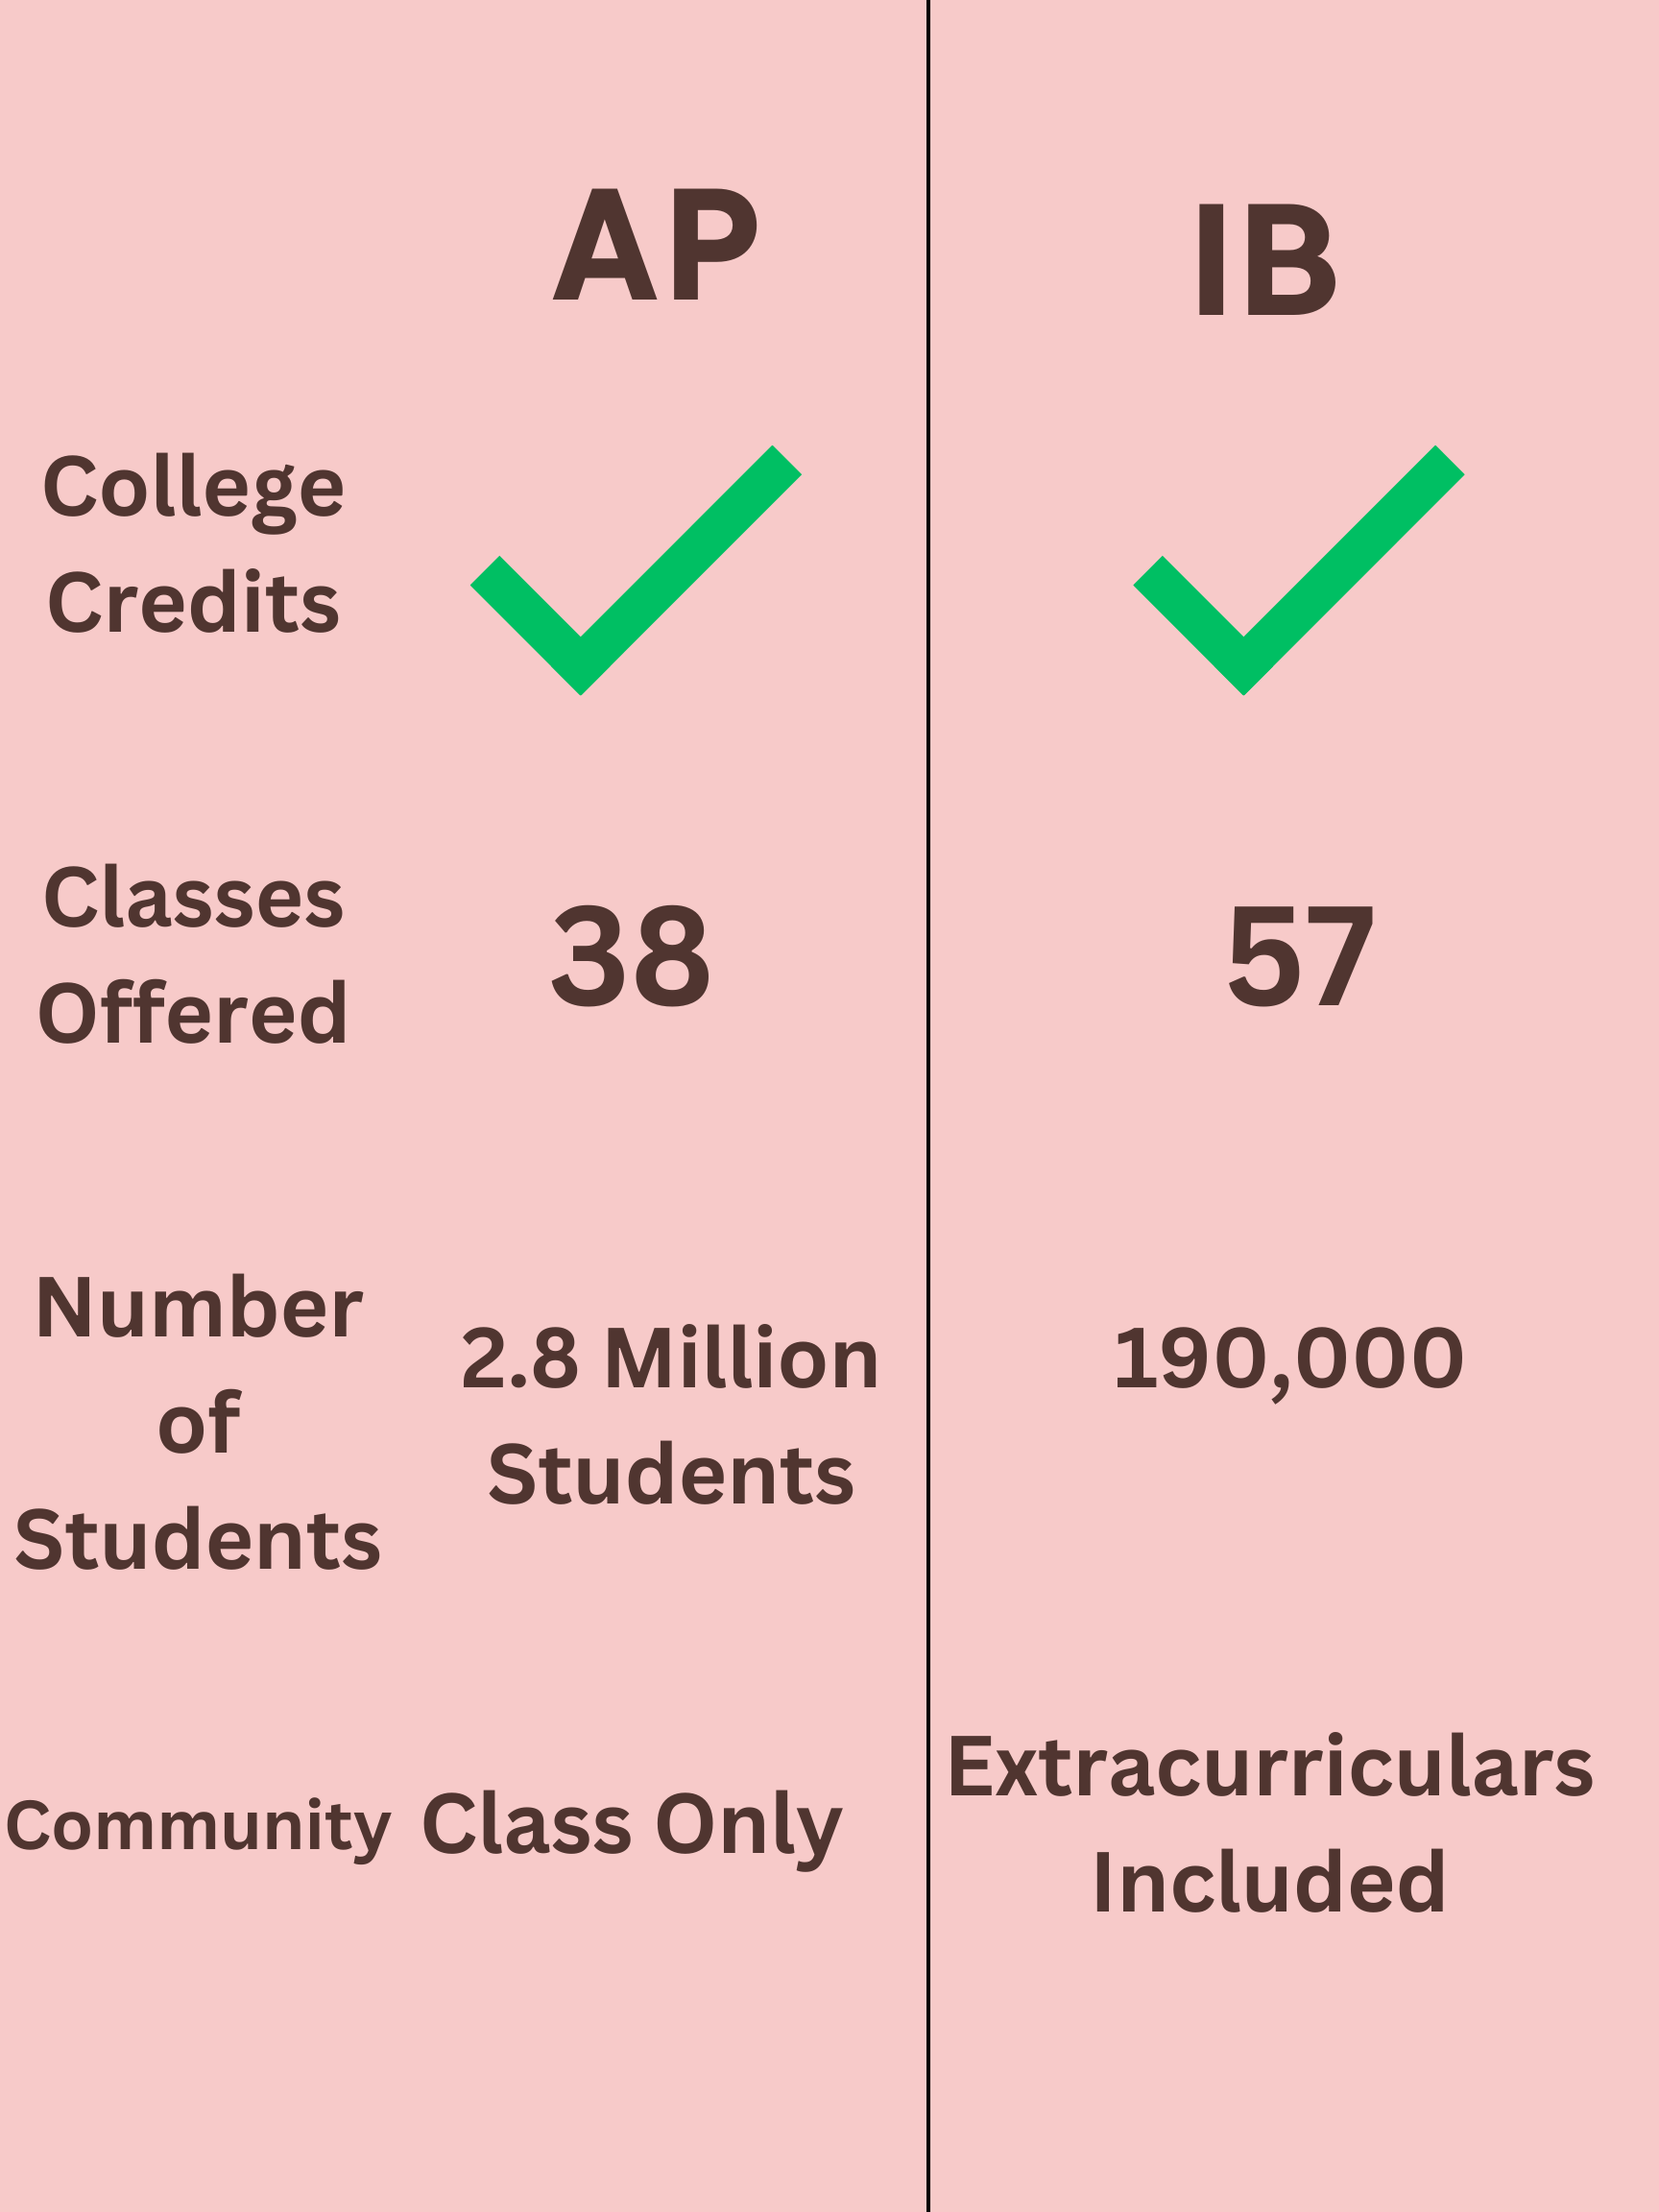 AP
IB
College
Credits
Classes
Offered
38
57
Number
of
Students
2.8 Million
Students
190,000
Community
Class Only
Extracurriculars
Included